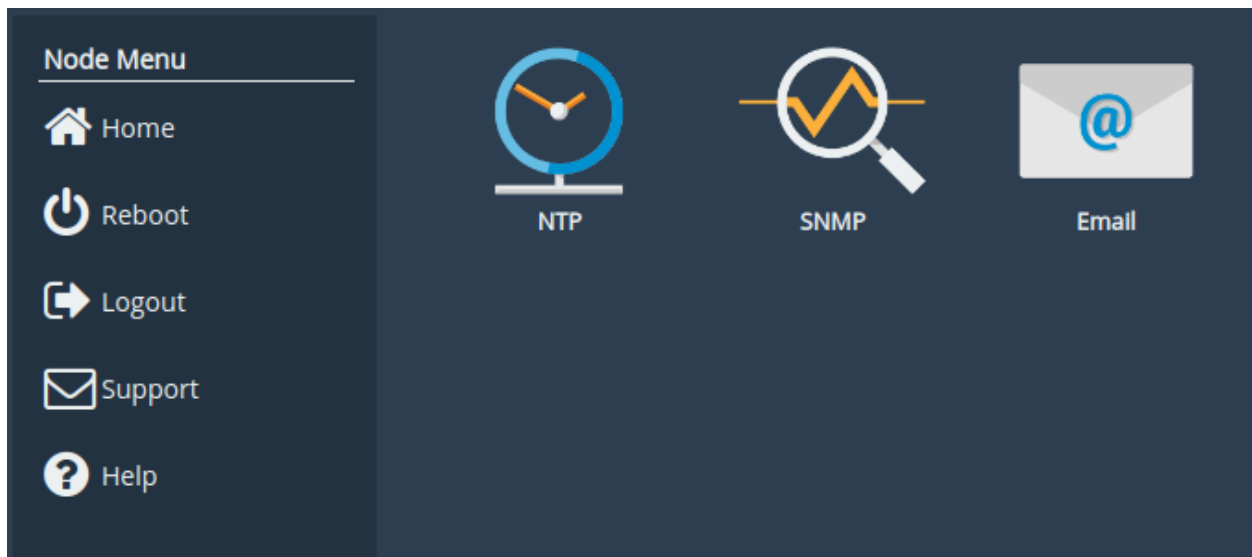 Node Menu
Home
Reboot
Logout
Support
Help
NTP
SNMP
@
Email